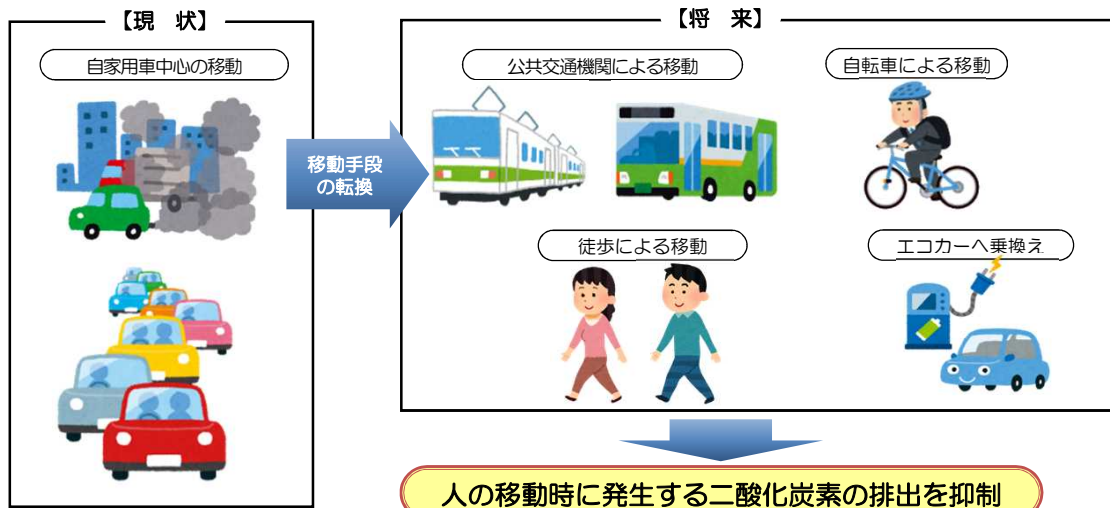 【現　状】
自家用車中心の移動
移動手段
の転換
【将　来】
公共交通機関による移動
自転車による移動
徒歩による移動
エコカーへ乗換え
人の移動時に発生する二酸化炭素の排出を抑制